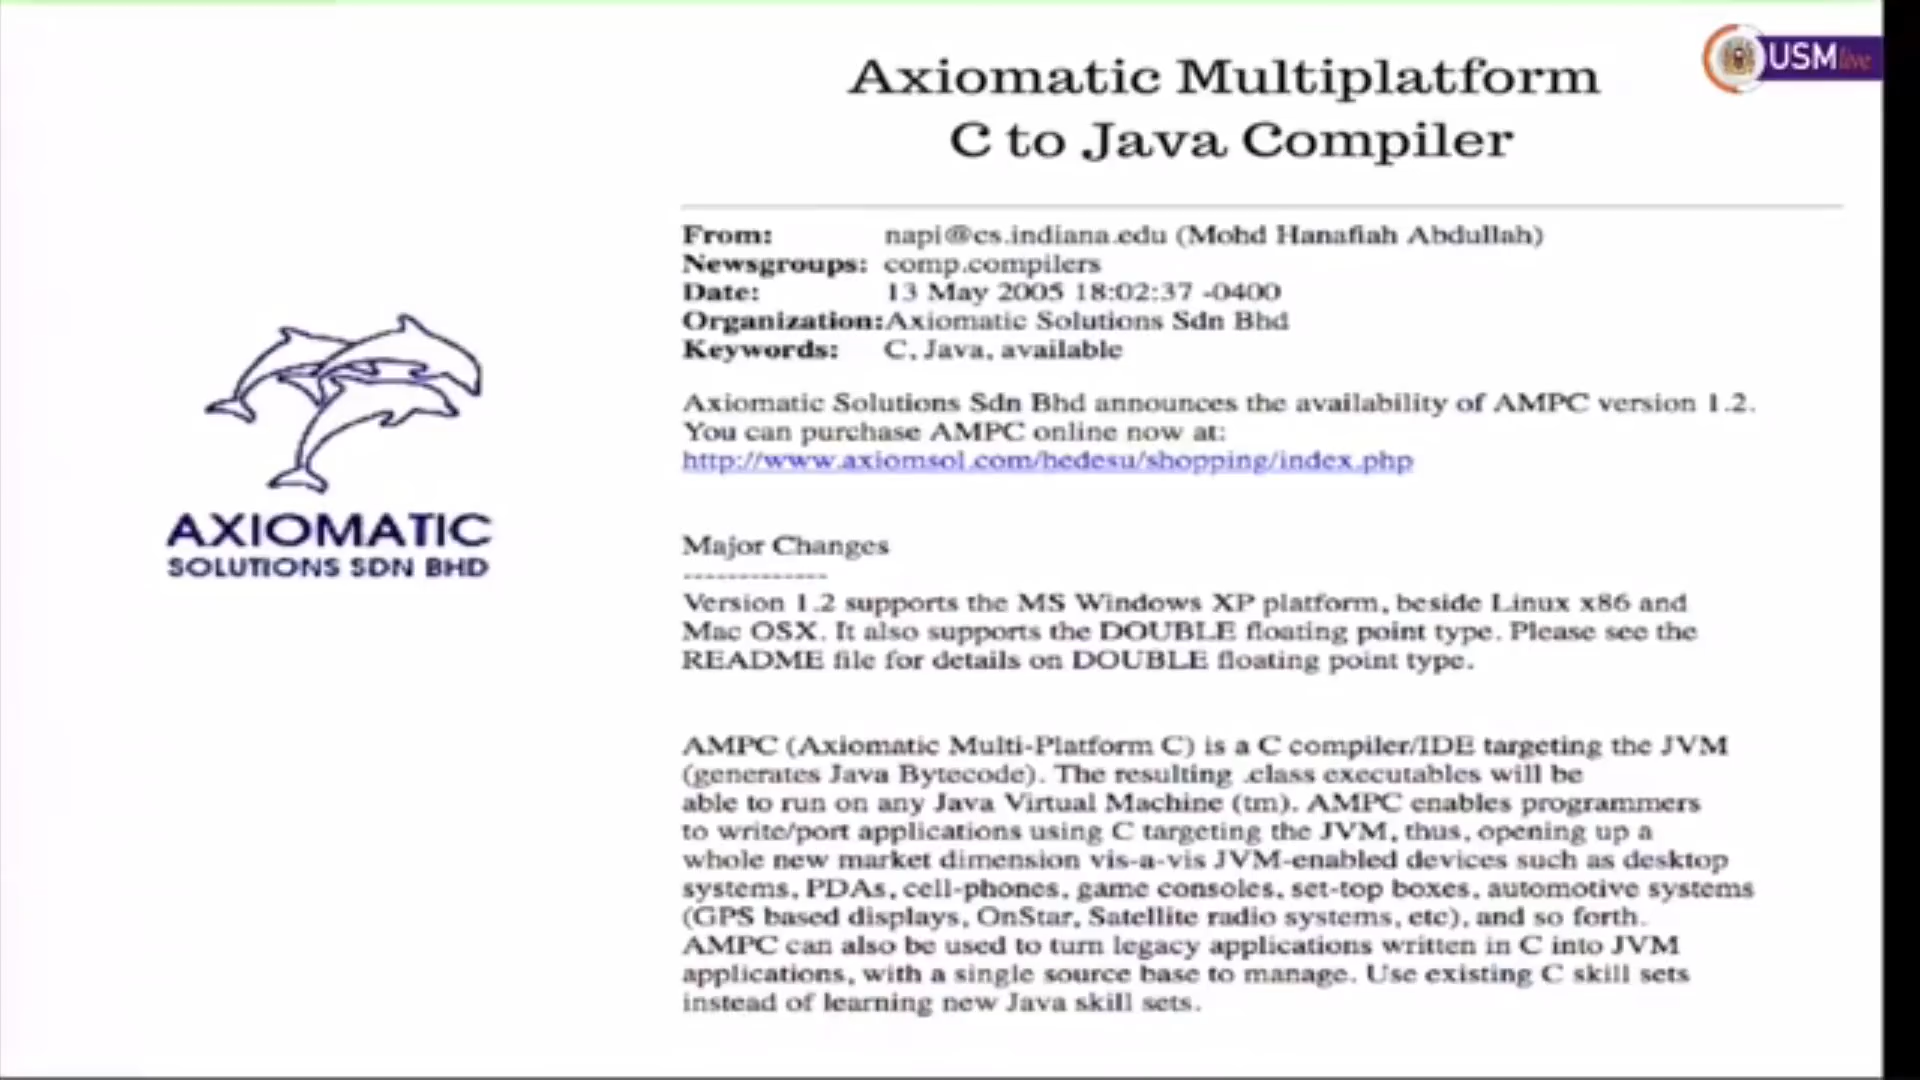 USMlive
Axiomatic Multiplatform
C to Java Compiler
From: napi@cs.indiana.edu (Mohd Hanafiah Abdullah)
Newsgroups: comp.compilers
Date: 13 May 2005 18:02:37 -0400
Organization: Axiomatic Solutions Sdn Bhd
Keywords: C, Java, available
Axiomatic Solutions Sdn Bhd announces the availability of AMPC version 1.2.
You can purchase AMPC online now at:
http://www.axiomsol.com/hedesu/shopping/index.php
AXIOMATIC
SOLUTIONS SDN BHD
Major Changes
-------------
Version 1.2 supports the MS Windows XP platform, beside Linux x86 and
Mac OSX. It also supports the DOUBLE floating point type. Please see the
README file for details on DOUBLE floating point type.
AMPC (Axiomatic Multi-Platform C) is a C compiler/IDE targeting the JVM
(generates Java Bytecode). The resulting .class executables will be
able to run on any Java Virtual Machine (tm). AMPC enables programmers
to write/port applications using C targeting the JVM, thus, opening up a
whole new market dimension vis-a-vis JVM-enabled devices such as desktop
systems, PDAs, cell-phones, game consoles, set-top boxes, automotive systems
(GPS based displays, OnStar, Satellite radio systems, etc), and so forth.
AMPC can also be used to turn legacy applications written in C into JVM
applications, with a single source base to manage. Use existing C skill sets
instead of learning new Java skill sets.